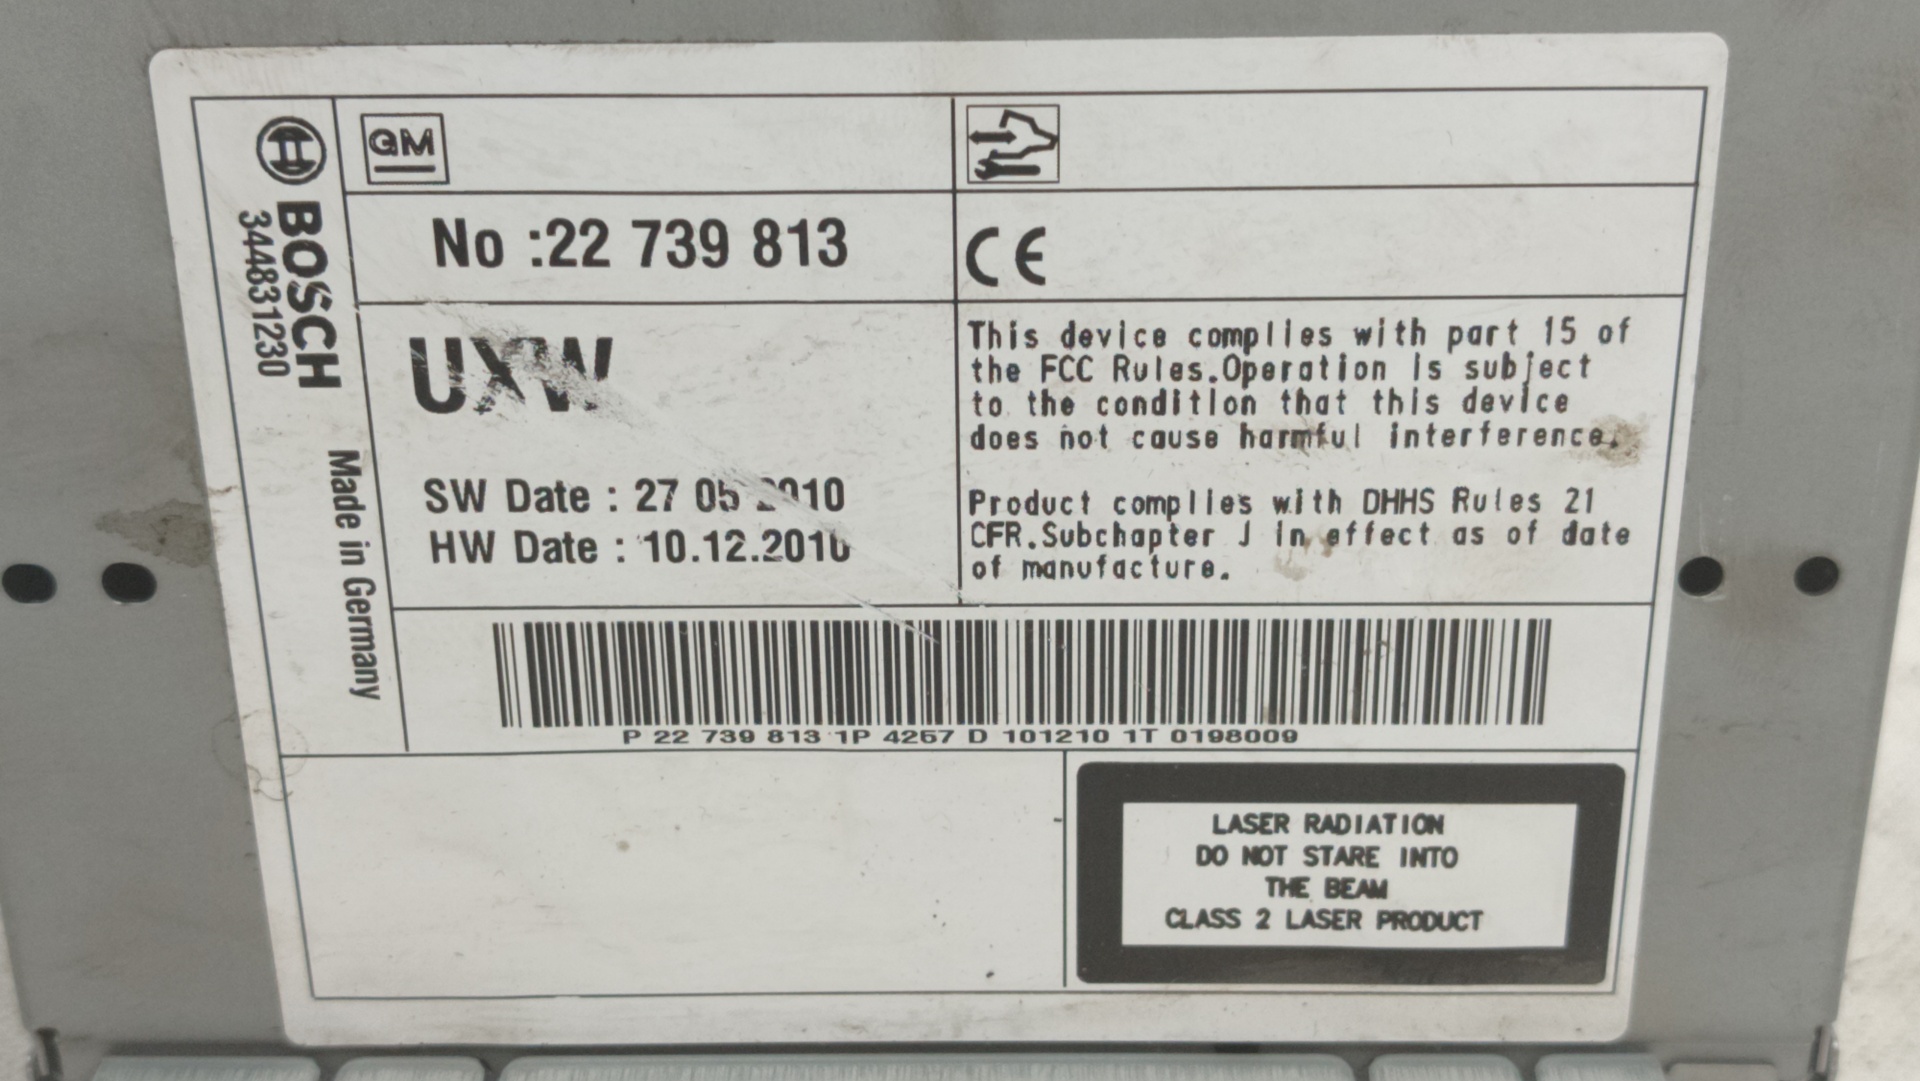 BOSCH
344831230
Made in Germany
GM
No :22 739 813
CE
UXW
SW Date : 27 05 2010
HW Date : 10.12.2010
This device complies with part 15 of
the FCC Rules.Operation is subject
to the condition that this device
does not cause harmful interference.
Product complies with DHHS Rules 21
CFR.Subchapter J in effect as of date
of manufacture.
P 22 739 813 1P 4257 D 101210 1T 0198009
LASER RADIATION
DO NOT STARE INTO
THE BEAM
CLASS 2 LASER PRODUCT